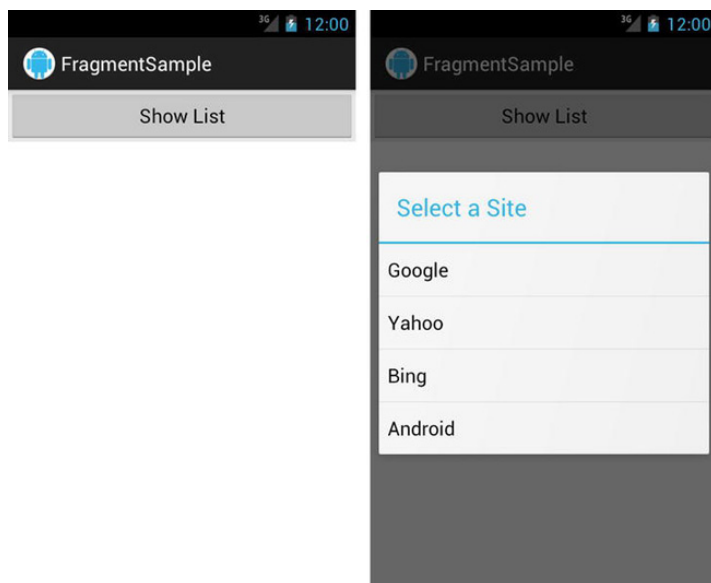 3G 12:00
FragmentSample
Show List
3G 12:00
FragmentSample
Show List
Select a Site
Google
Yahoo
Bing
Android